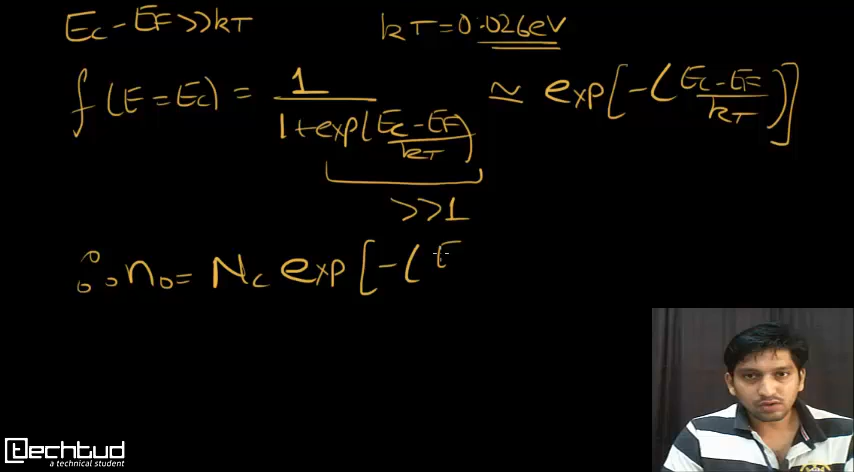 Ec - EF >> kT    kT = 0.026eV
f(E = Ec) = 1 / (1 + exp((Ec - EF) / kT)) ≃ exp[-((Ec - EF) / kT)]
>>1
∴ n₀ = Nc exp[-(E
techtud
a technical student